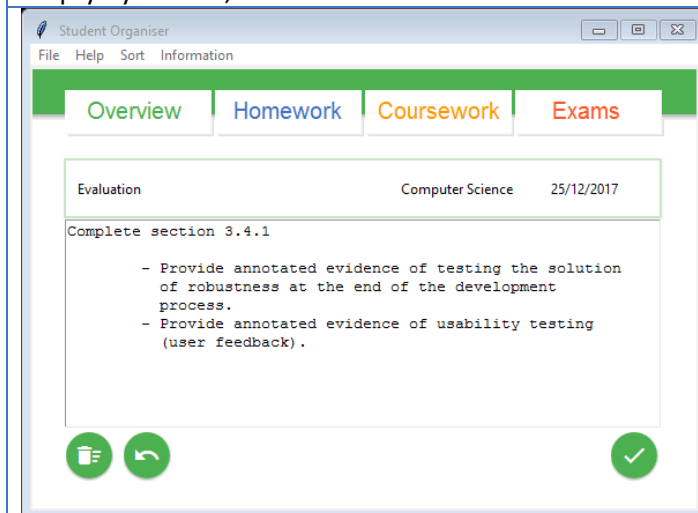 Student Organiser
File Help Sort Information
Overview Homework Coursework Exams
Evaluation Computer Science 25/12/2017
Complete section 3.4.1
- Provide annotated evidence of testing the solution
of robustness at the end of the development
process.
- Provide annotated evidence of usability testing
(user feedback).